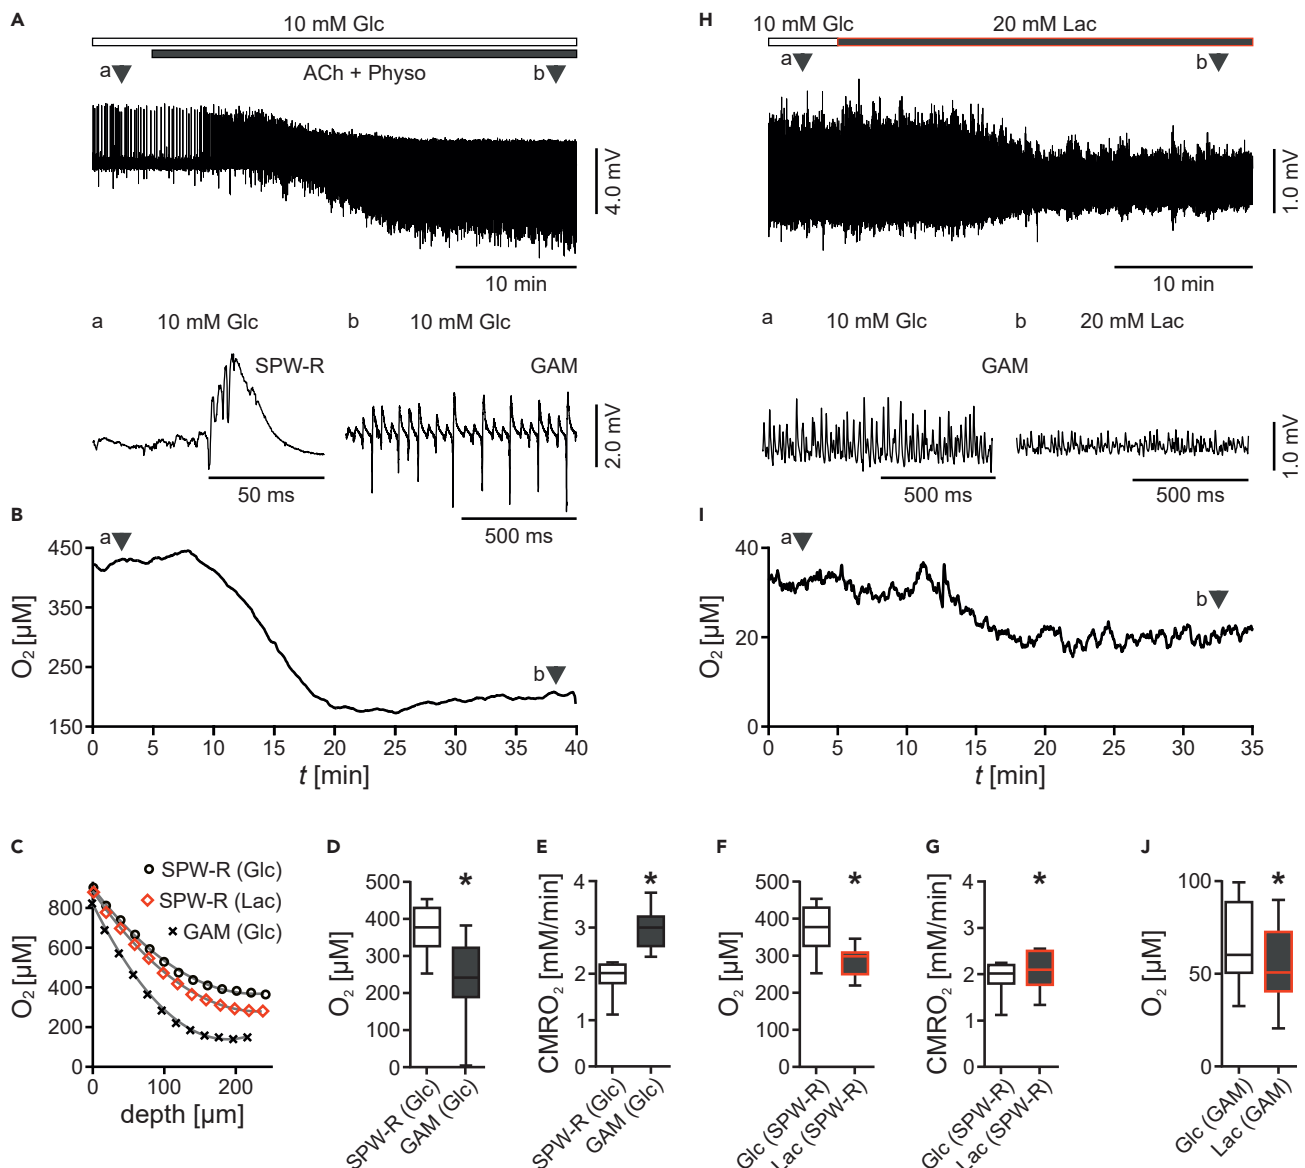 A
10 mM Glc
ACh + Physo
a
b
4.0 mV
10 min
a 10 mM Glc
b 10 mM Glc
SPW-R
GAM
2.0 mV
50 ms
500 ms
B
a
b
450
350
250
150
O2 [µM]
0 5 10 15 20 25 30 35 40
t [min]
H
10 mM Glc
20 mM Lac
a
b
1.0 mV
10 min
a 10 mM Glc
b 20 mM Lac
GAM
1.0 mV
500 ms
500 ms
I
a
b
40
20
0
O2 [µM]
0 5 10 15 20 25 30 35
t [min]
C
SPW-R (Glc)
SPW-R (Lac)
GAM (Glc)
800
600
400
200
0
O2 [µM]
0 100 200
depth [µm]
D
*
500
400
300
200
100
0
O2 [µM]
SPW-R (Glc)
GAM (Glc)
E
*
4
3
2
1
0
CMRO2 [mM/min]
SPW-R (Glc)
GAM (Glc)
F
*
500
400
300
200
100
0
O2 [µM]
Glc (SPW-R)
Lac (SPW-R)
G
*
4
3
2
1
0
CMRO2 [mM/min]
Glc (SPW-R)
Lac (SPW-R)
J
*
100
50
0
O2 [µM]
Glc (GAM)
Lac (GAM)